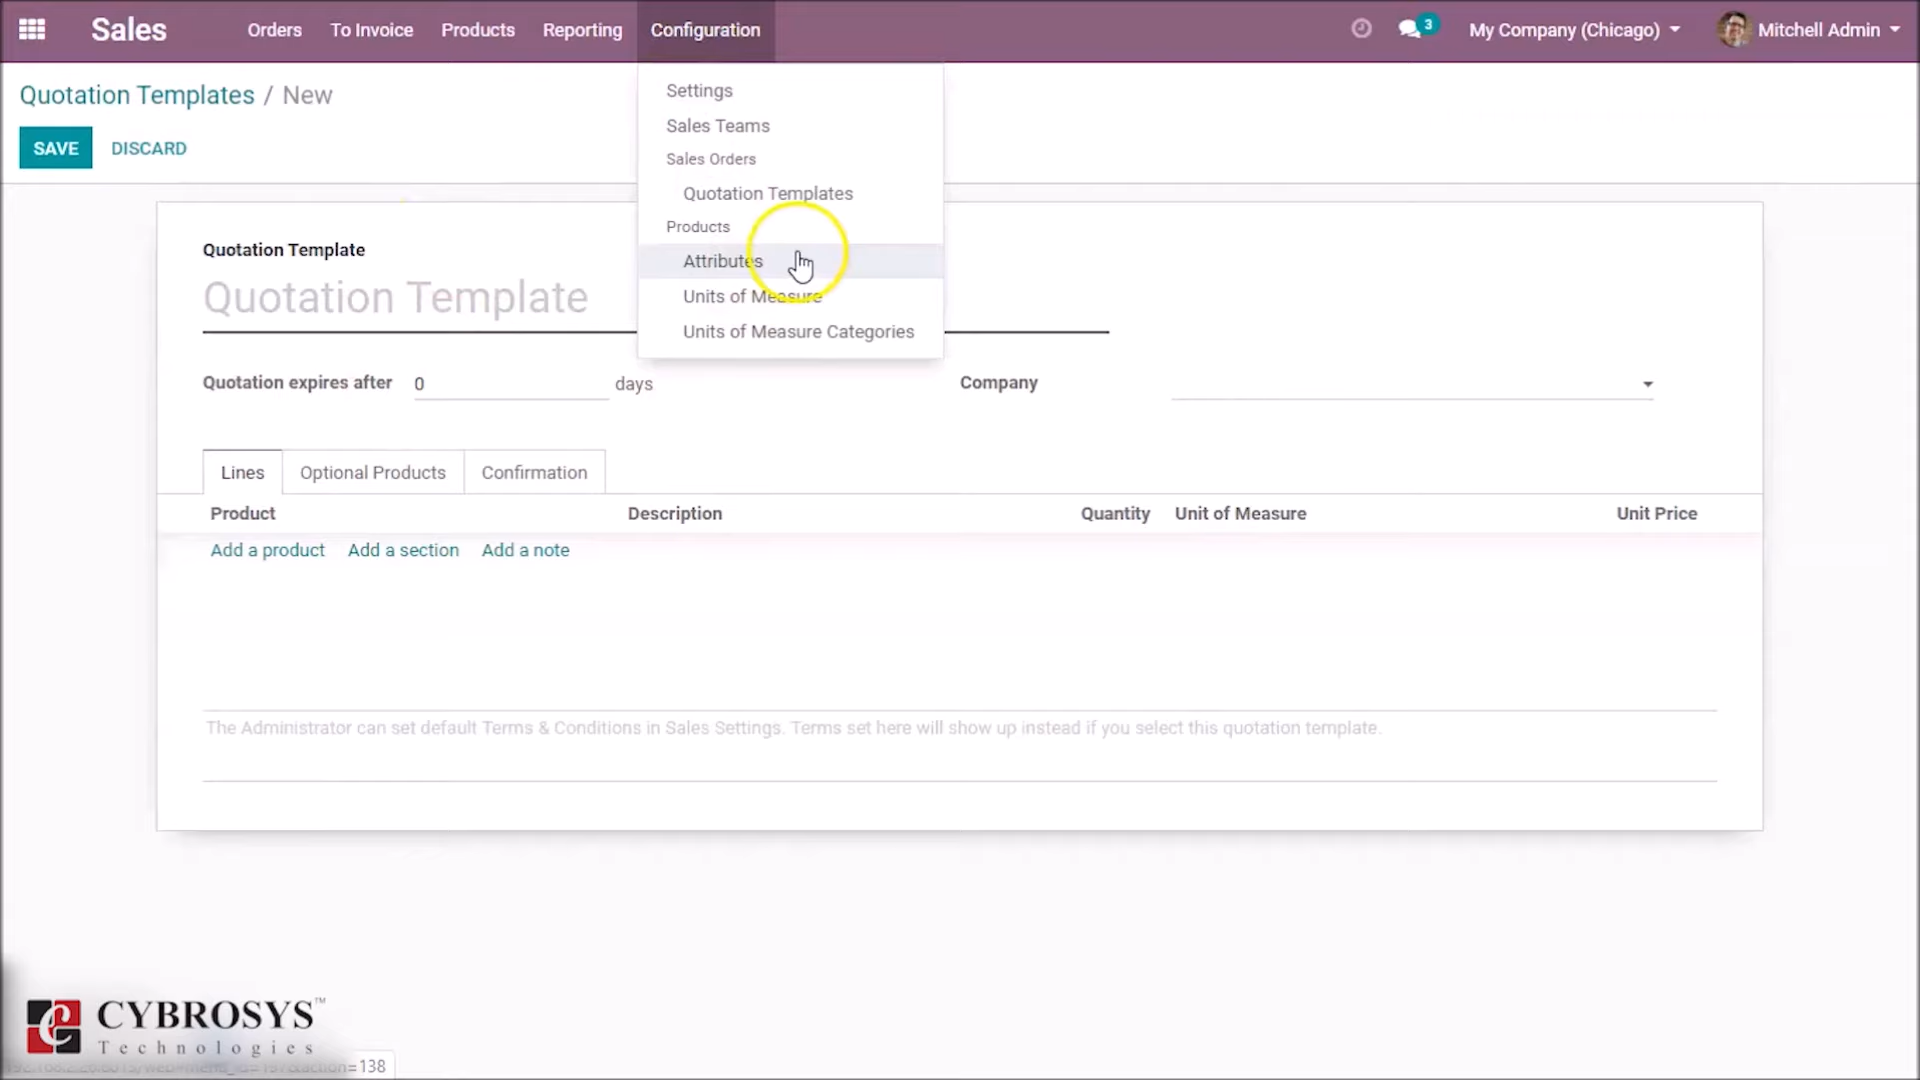 Sales Orders To Invoice Products Reporting Configuration 3 My Company (Chicago) Mitchell Admin
Quotation Templates / New
SAVE DISCARD
Settings
Sales Teams
Sales Orders
Quotation Templates
Products
Attributes
Units of Measure
Units of Measure Categories
Quotation Template
Quotation Template
Quotation expires after 0 days Company
Lines Optional Products Confirmation
Product Description Quantity Unit of Measure Unit Price
Add a product Add a section Add a note
The Administrator can set default Terms & Conditions in Sales Settings. Terms set here will show up instead if you select this quotation template.
CYBROSYS™
Technologies
action=138